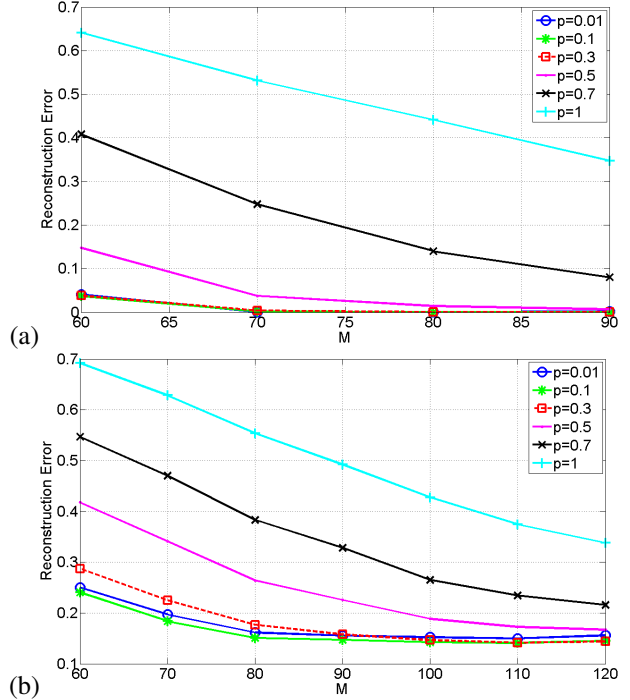 0.7
0.6
0.5
0.4
0.3
0.2
0.1
0
Reconstruction Error
p=0.01
p=0.1
p=0.3
p=0.5
p=0.7
p=1
60 65 70 75 80 85 90
M
(a)
0.7
0.6
0.5
0.4
0.3
0.2
0.1
Reconstruction Error
p=0.01
p=0.1
p=0.3
p=0.5
p=0.7
p=1
60 70 80 90 100 110 120
M
(b)